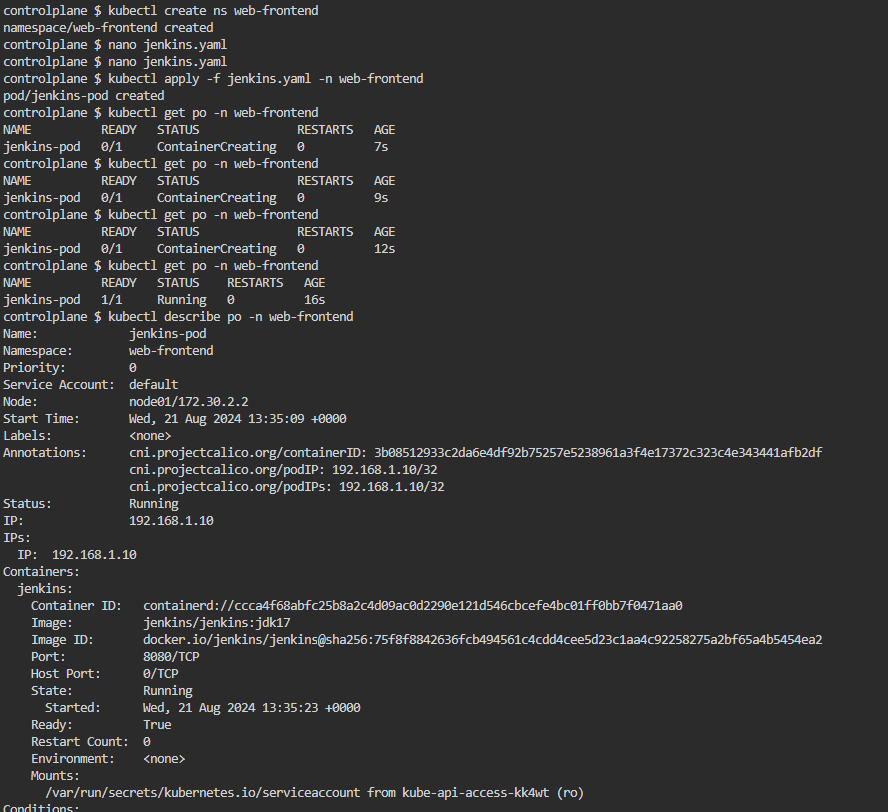 controlplane $ kubectl create ns web-frontend
namespace/web-frontend created
controlplane $ nano jenkins.yaml
controlplane $ nano jenkins.yaml
controlplane $ kubectl apply -f jenkins.yaml -n web-frontend
pod/jenkins-pod created
controlplane $ kubectl get po -n web-frontend
NAME          READY   STATUS              RESTARTS   AGE
jenkins-pod   0/1     ContainerCreating   0          7s
controlplane $ kubectl get po -n web-frontend
NAME          READY   STATUS              RESTARTS   AGE
jenkins-pod   0/1     ContainerCreating   0          9s
controlplane $ kubectl get po -n web-frontend
NAME          READY   STATUS              RESTARTS   AGE
jenkins-pod   0/1     ContainerCreating   0          12s
controlplane $ kubectl get po -n web-frontend
NAME          READY   STATUS    RESTARTS   AGE
jenkins-pod   1/1     Running   0          16s
controlplane $ kubectl describe po -n web-frontend
Name:             jenkins-pod
Namespace:        web-frontend
Priority:         0
Service Account:  default
Node:             node01/172.30.2.2
Start Time:       Wed, 21 Aug 2024 13:35:09 +0000
Labels:           <none>
Annotations:      cni.projectcalico.org/containerID: 3b08512933c2da6e4df92b75257e5238961a3f4e17372c323c4e343441afb2df
                  cni.projectcalico.org/podIP: 192.168.1.10/32
                  cni.projectcalico.org/podIPs: 192.168.1.10/32
Status:           Running
IP:               192.168.1.10
IPs:
  IP:  192.168.1.10
Containers:
  jenkins:
    Container ID:   containerd://ccca4f68abfc25b8a2c4d09ac0d2290e121d546cbcefe4bc01ff0bb7f0471aa0
    Image:          jenkins/jenkins:jdk17
    Image ID:       docker.io/jenkins/jenkins@sha256:75f8f8842636fcb494561c4cdd4cee5d23c1aa4c92258275a2bf65a4b5454ea2
    Port:           8080/TCP
    Host Port:      0/TCP
    State:          Running
      Started:      Wed, 21 Aug 2024 13:35:23 +0000
    Ready:          True
    Restart Count:  0
    Environment:    <none>
    Mounts:
      /var/run/secrets/kubernetes.io/serviceaccount from kube-api-access-kk4wt (ro)
Conditions: